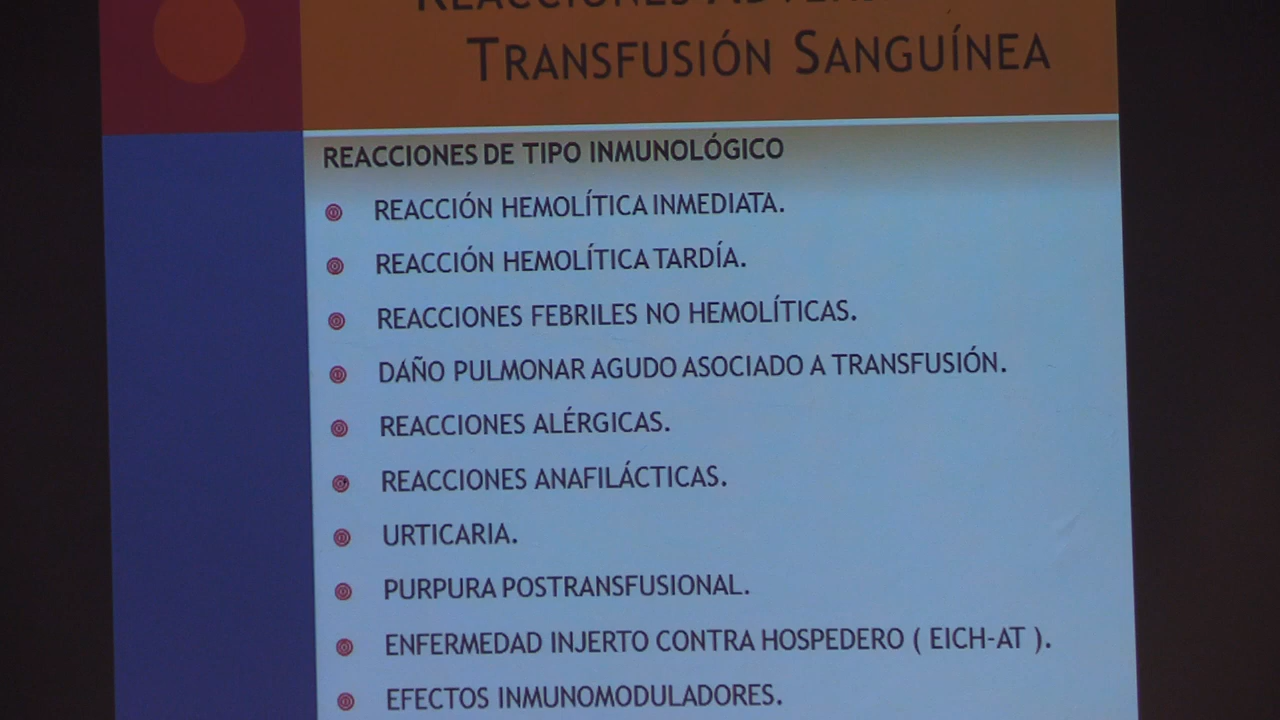 REACCIONES
TRANSFUSIÓN SANGUÍNEA
REACCIONES DE TIPO INMUNOLÓGICO
REACCIÓN HEMOLÍTICA INMEDIATA.
REACCIÓN HEMOLÍTICA TARDÍA.
REACCIONES FEBRILES NO HEMOLÍTICAS.
DAÑO PULMONAR AGUDO ASOCIADO A TRANSFUSIÓN.
REACCIONES ALÉRGICAS.
REACCIONES ANAFILÁCTICAS.
URTICARIA.
PURPURA POSTRANSFUSIONAL.
ENFERMEDAD INJERTO CONTRA HOSPEDERO ( EICH-AT ).
EFECTOS INMUNOMODULADORES.